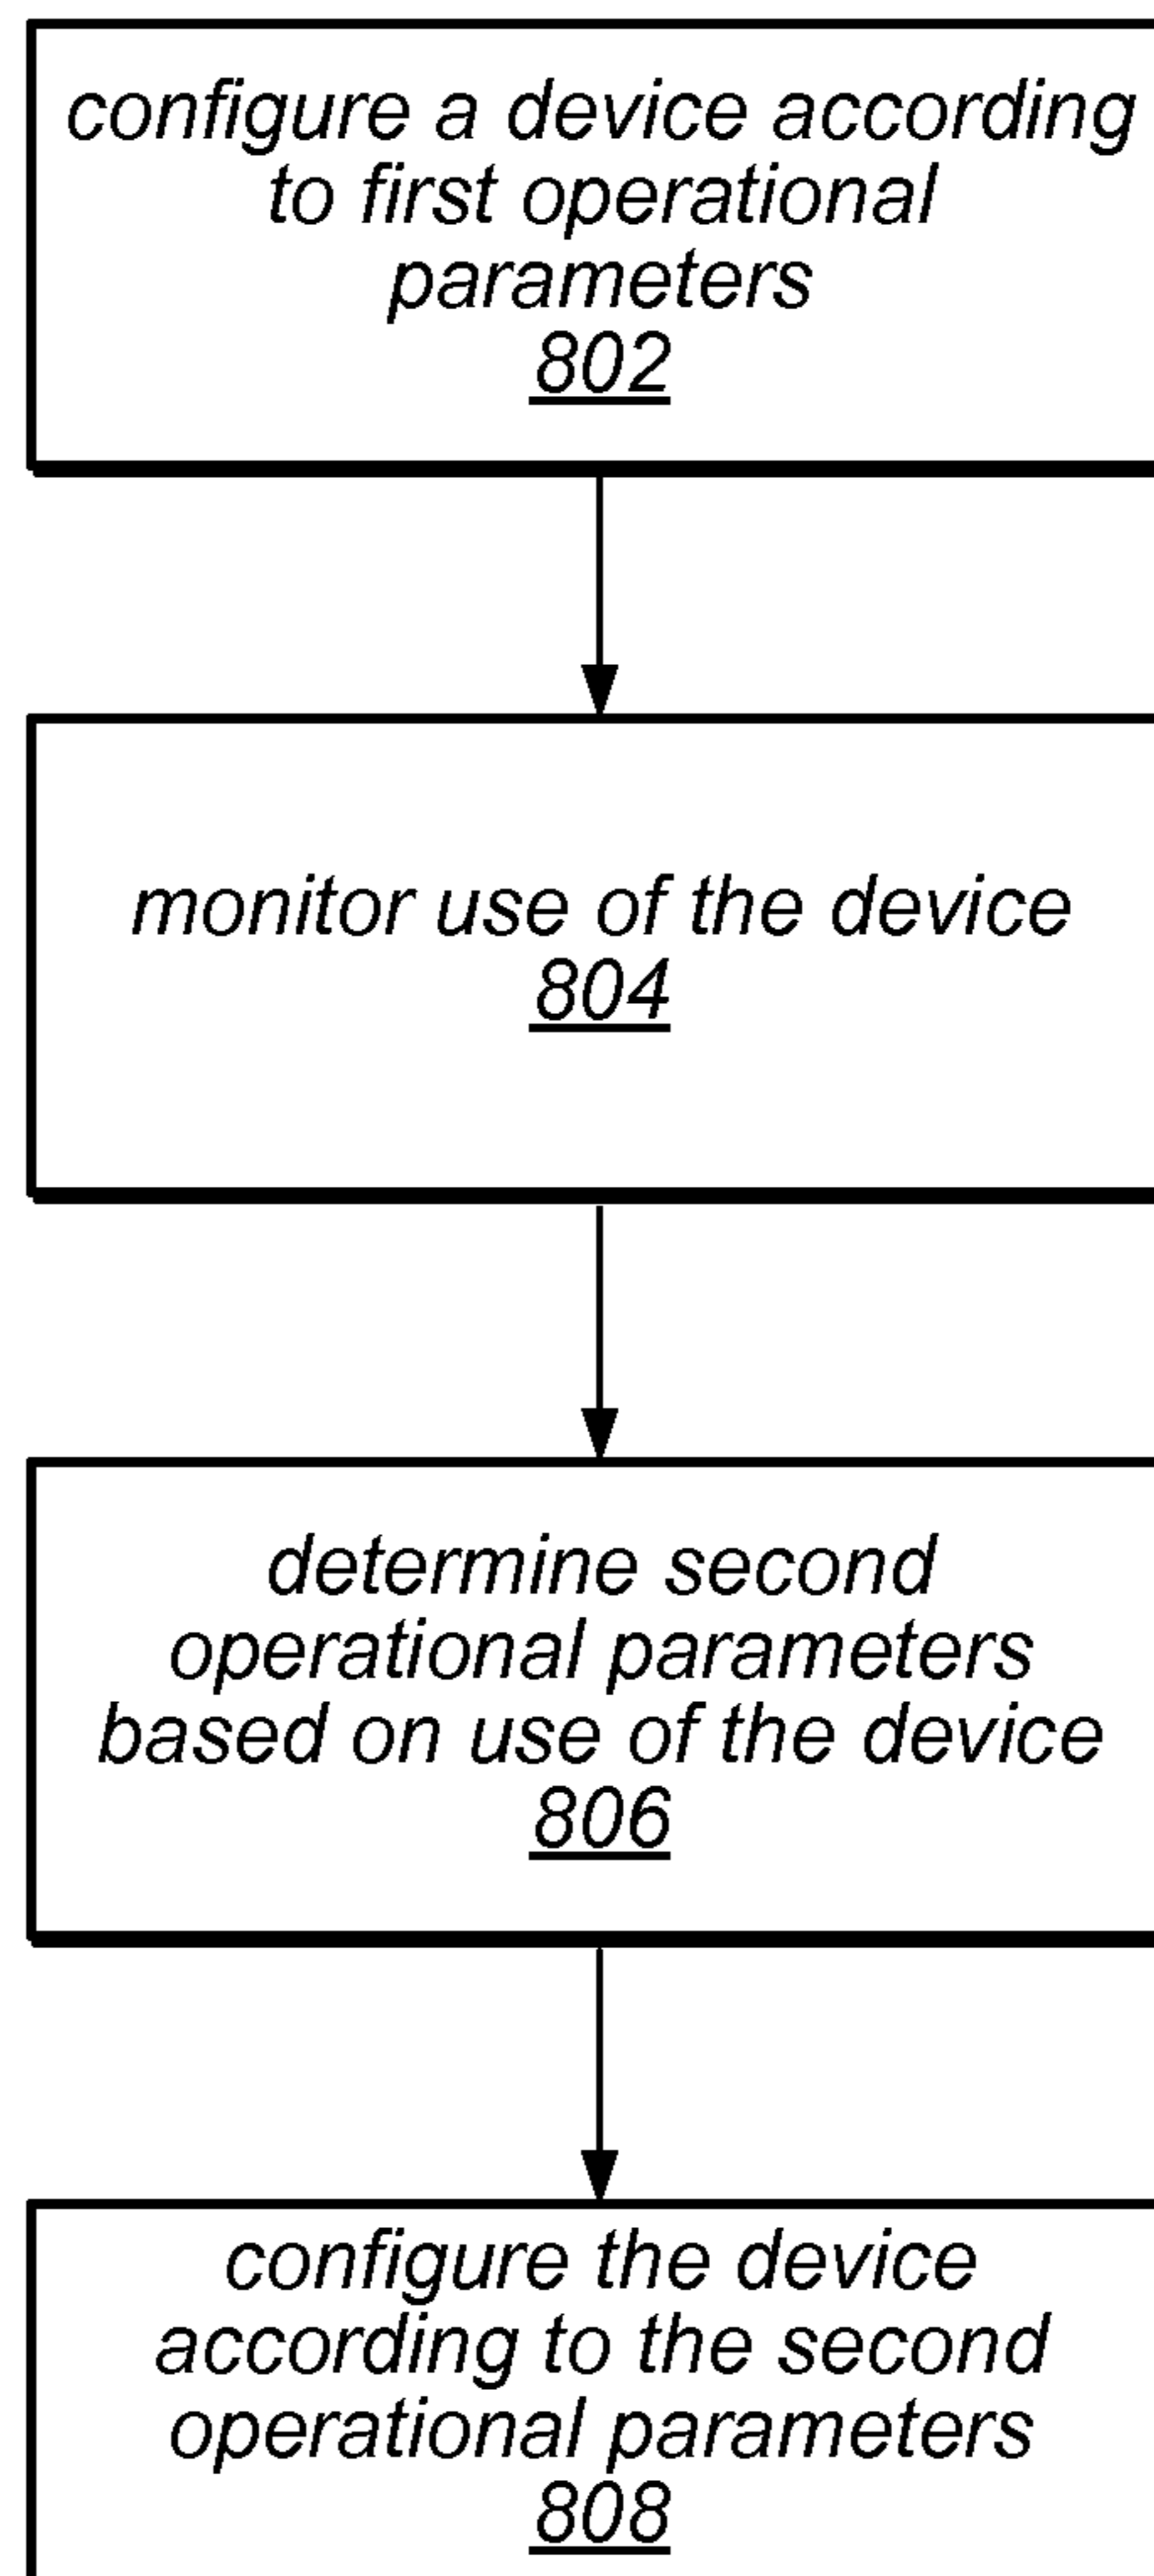 configure a device according
to first operational
parameters
802
monitor use of the device
804
determine second
operational parameters
based on use of the device
806
configure the device
according to the second
operational parameters
808